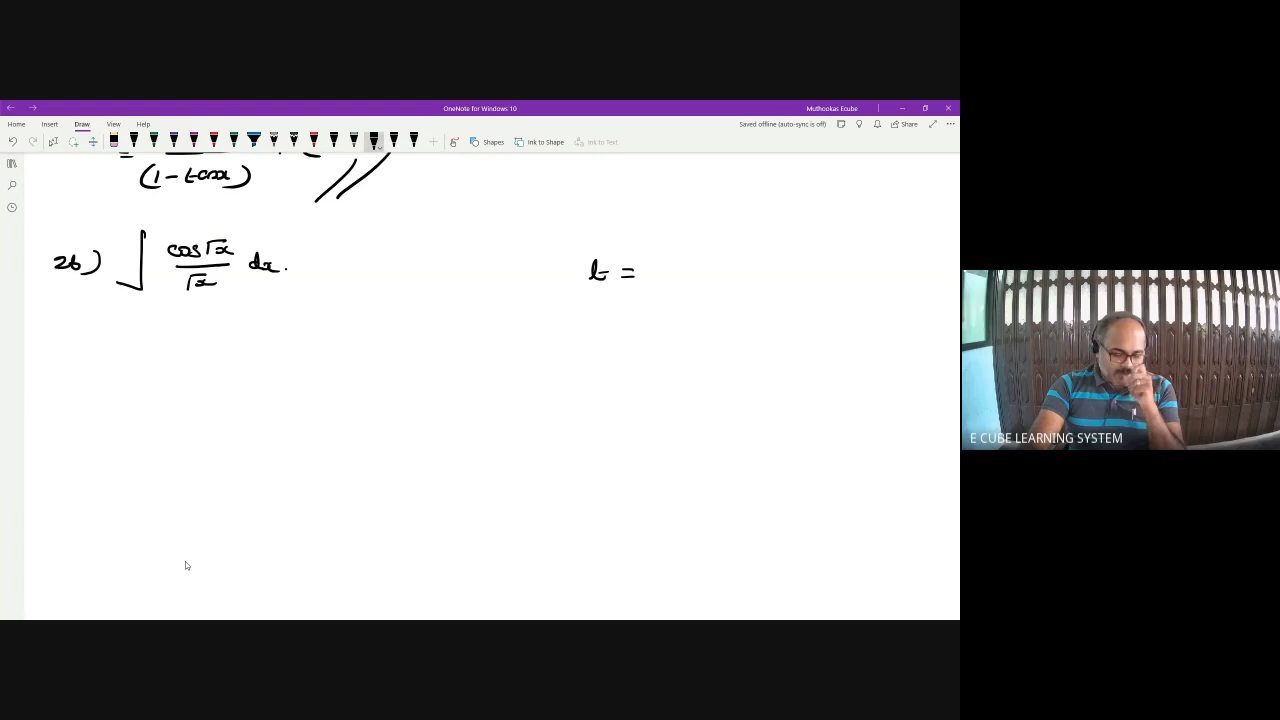 OneNote for Windows 10
Muthookas Ecube
Home Insert Draw View Help
Saved offline (auto-sync is off) Share
Shapes Ink to Shape Ink to Text
(1 - tanx)
26) ∫ cos√x / √x dx.
t =
E CUBE LEARNING SYSTEM